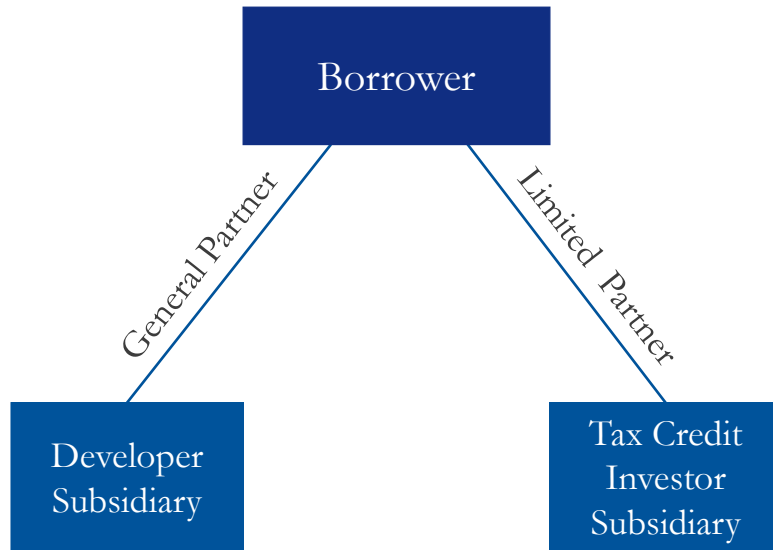 Borrower
General Partner
Limited Partner
Developer
Subsidiary
Tax Credit
Investor
Subsidiary